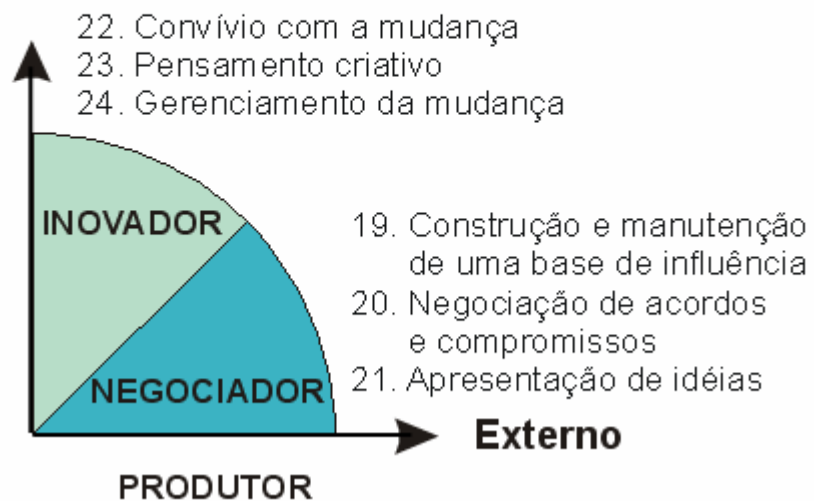 22. Convívio com a mudança
23. Pensamento criativo
24. Gerenciamento da mudança
INOVADOR
19. Construção e manutenção
de uma base de influência
20. Negociação de acordos
e compromissos
21. Apresentação de idéias
NEGOCIADOR
Externo
PRODUTOR